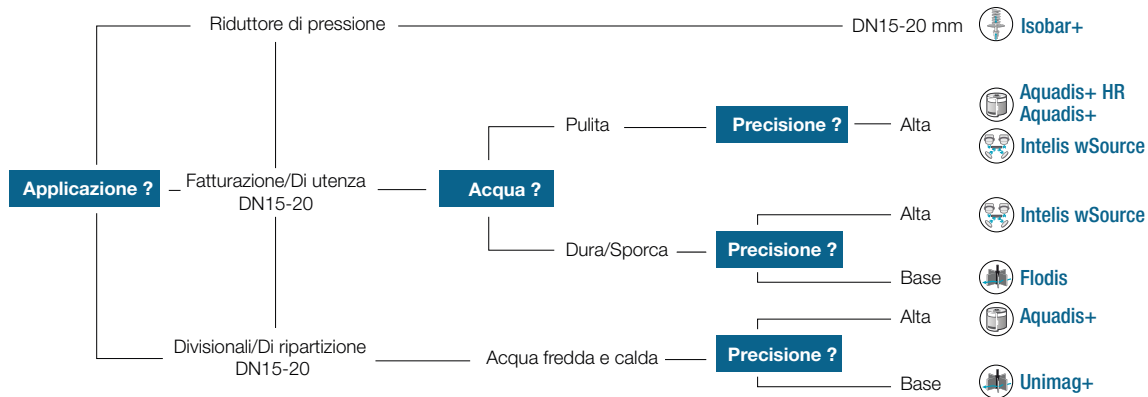 Riduttore di pressione
DN15-20 mm
Isobar+
Aquadis+ HR
Aquadis+
Pulita
Precisione ?
Alta
Intelis wSource
Applicazione ?
Fatturazione/Di utenza
DN15-20
Acqua ?
Alta
Intelis wSource
Dura/Sporca
Precisione ?
Base
Flodis
Alta
Aquadis+
Divisionali/Di ripartizione
DN15-20
Acqua fredda e calda
Precisione ?
Base
Unimag+